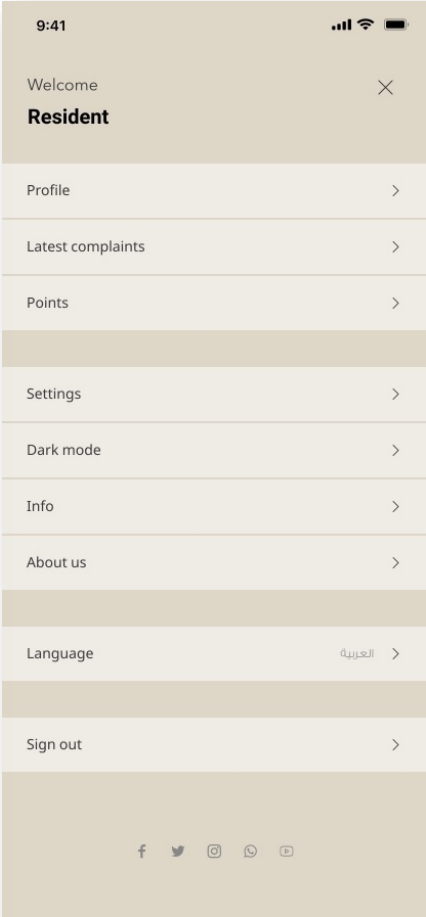 9:41
Welcome
Resident
Profile
Latest complaints
Points
Settings
Dark mode
Info
About us
Language العربية
Sign out